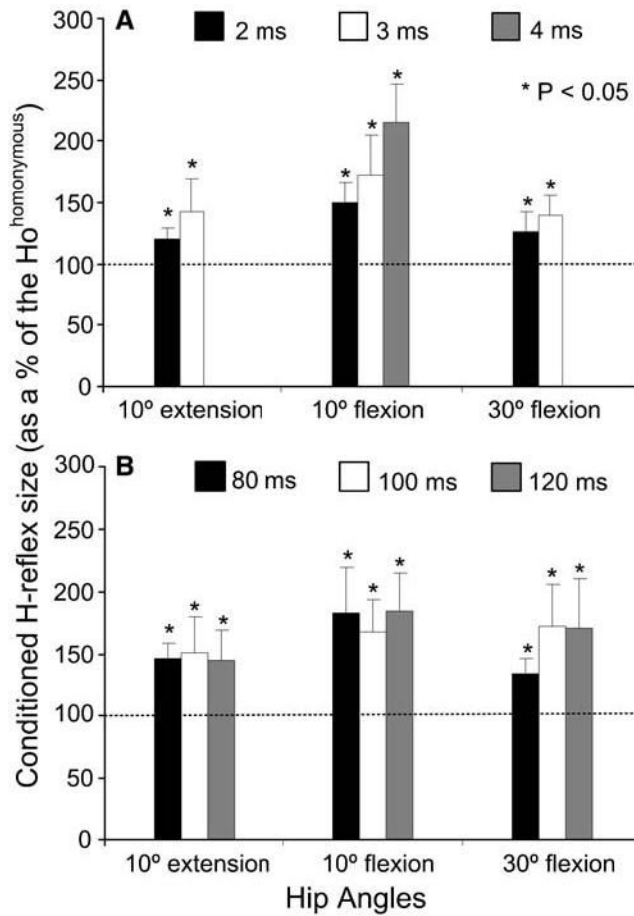 Conditioned H-reflex size (as a % of the Ho^homonymous)
A
2 ms 3 ms 4 ms
* P < 0.05
300
250
200
150
100
50
0
* * * * * * *
10º extension 10º flexion 30º flexion
B
80 ms 100 ms 120 ms
300
250
200
150
100
50
0
* * * * * * * * *
10º extension 10º flexion 30º flexion
Hip Angles